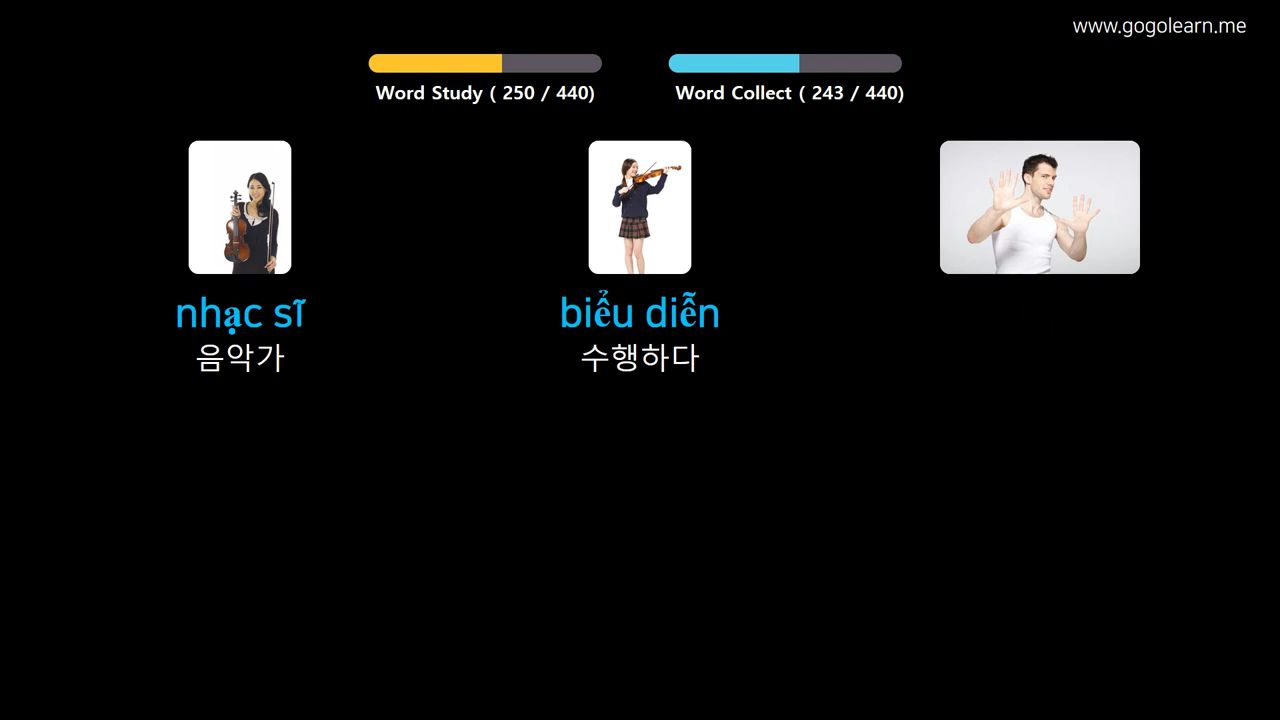 www.gogolearn.me
Word Study ( 250 / 440)
Word Collect ( 243 / 440)
nhạc sĩ
음악가
biểu diễn
수행하다